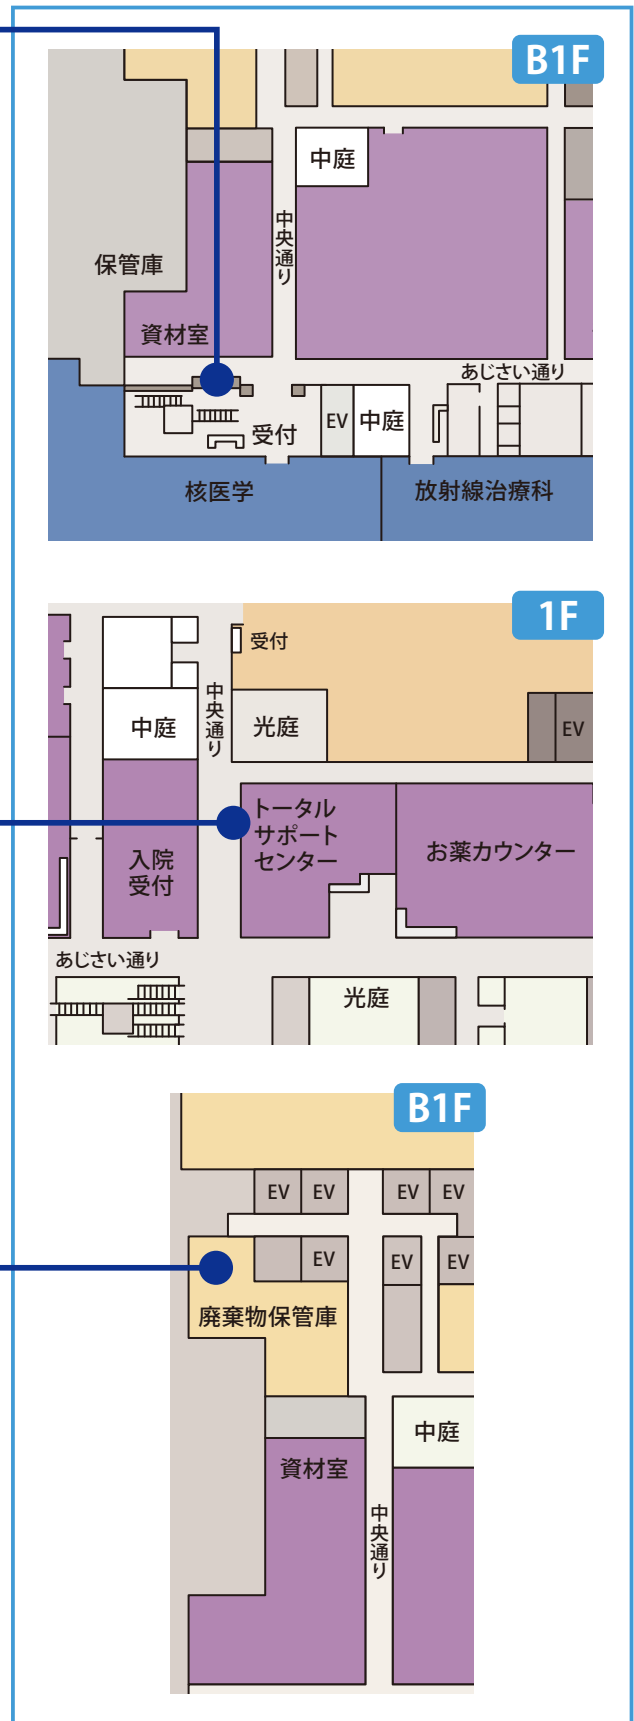 B1F
中庭
中央通り
保管庫
資材室
あじさい通り
受付
EV
中庭
核医学
放射線治療科
1F
受付
中央通り
中庭
光庭
EV
トータル
サポート
センター
お薬カウンター
入院
受付
あじさい通り
光庭
B1F
EV
EV
EV
EV
EV
EV
EV
廃棄物保管庫
中庭
資材室
中央通り